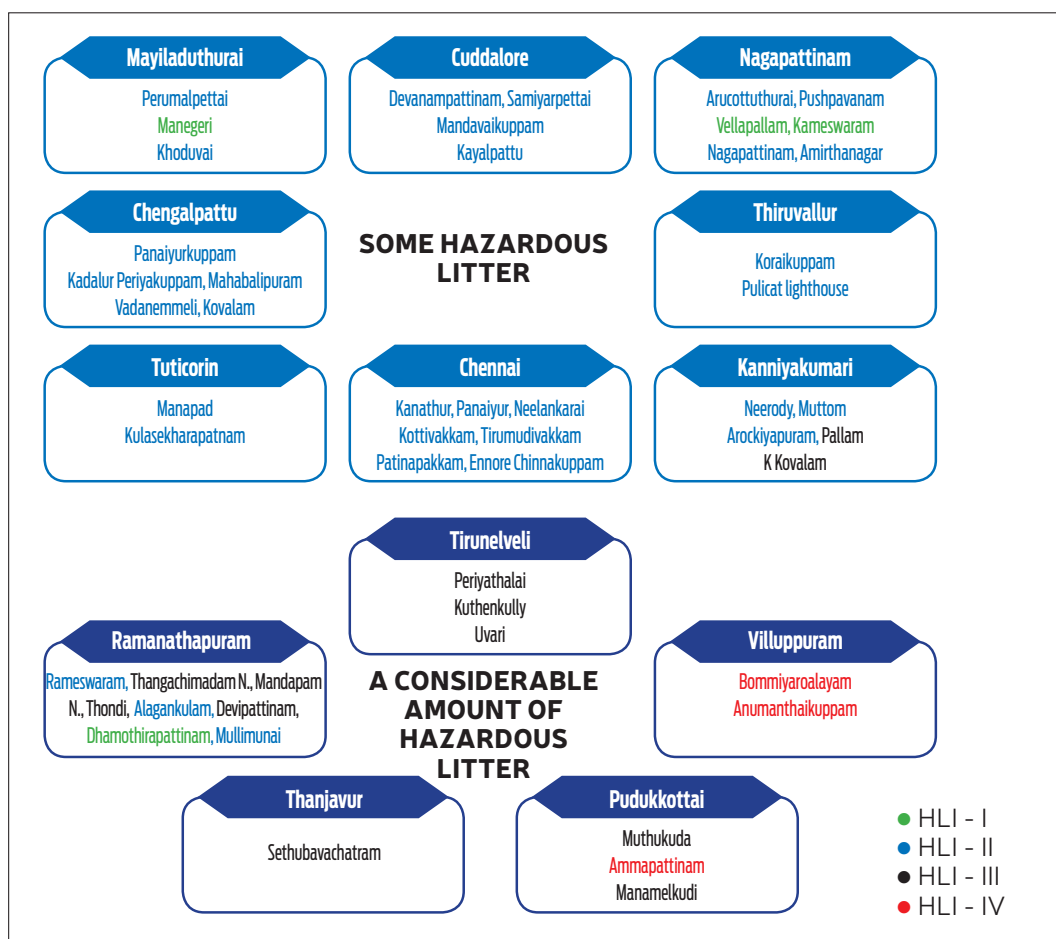 Mayiladuthurai
Perumalpettai
Manegeri
Khoduvai
Cuddalore
Devanampattinam, Samiyarpettai
Mandavaikuppam
Kayalpattu
Nagapattinam
Arucottuthurai, Pushpavanam
Vellapallam, Kameswaram
Nagapattinam, Amirthanagar
Chengalpattu
Panaiyurkuppam
Kadalur Periyakuppam, Mahabalipuram
Vadanemmeli, Kovalam
SOME HAZARDOUS
LITTER
Thiruvallur
Koraikuppam
Pulicat lighthouse
Tuticorin
Manapad
Kulasekharapatnam
Chennai
Kanathur, Panaiyur, Neelankarai
Kottivakkam, Tirumudivakkam
Patinapakkam, Ennore Chinnakuppam
Kanniyakumari
Neerody, Muttom
Arockiyapuram, Pallam
K Kovalam
Tirunelveli
Periyathalai
Kuthenkully
Uvari
Ramanathapuram
Rameswaram, Thangachimadam N., Mandapam
N., Thondi, Alagankulam, Devipattinam,
Dhamothirapattinam, Mullimunai
A CONSIDERABLE
AMOUNT OF
HAZARDOUS
LITTER
Villuppuram
Bommiyaroalayam
Anumanthaikuppam
Thanjavur
Sethubavachatram
Pudukkottai
Muthukuda
Ammapattinam
Manamelkudi
HLI - I
HLI - II
HLI - III
HLI - IV